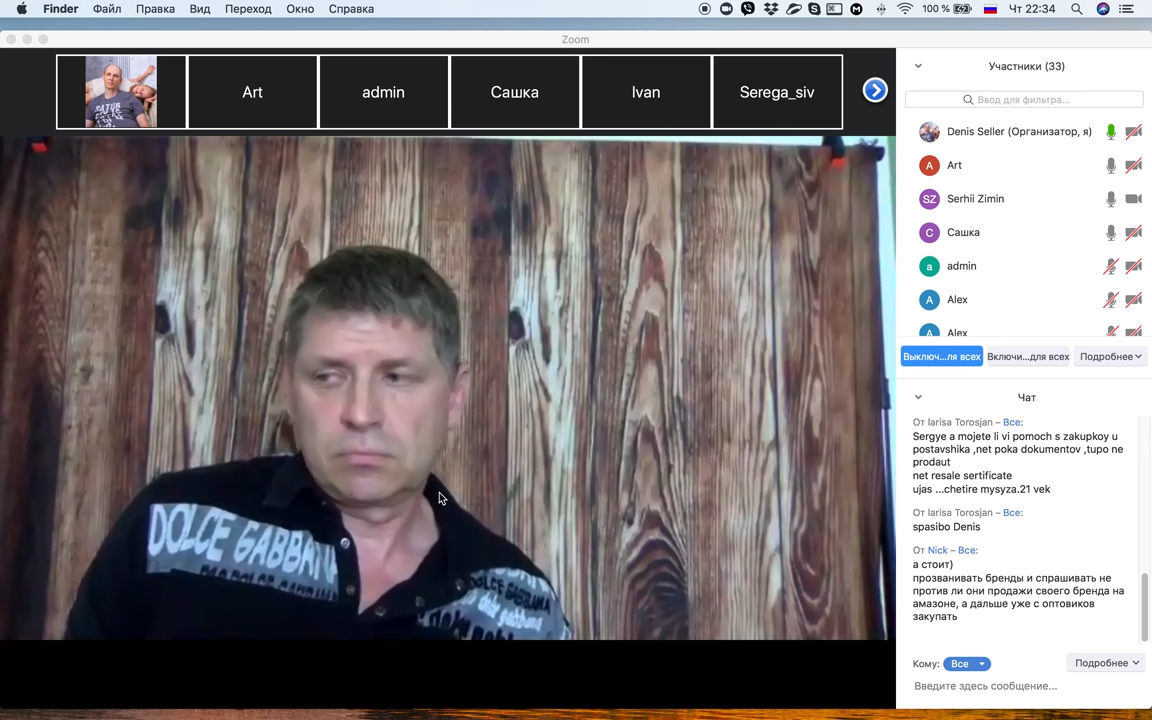 Finder Файл Правка Вид Переход Окно Справка 100 % Чт 22:34
Zoom
Art admin Сашка Ivan Serega_siv
DOLCE GABBANA
Участники (33)
Ввод для фильтра...
Denis Seller (Организатор, я)
A Art
SZ Serhii Zimin
С Сашка
a admin
A Alex
A Alex
Выключ...ля всех Включи...для всех Подробнее
Чат
От larisa Torosjan – Все:
Sergye a mojete li vi pomoch s zakupkoy u
postavshika ,net poka dokumentov ,tupo ne
prodaut
net resale sertificate
ujas ...chetire mysyza.21 vek
От larisa Torosjan – Все:
spasibo Denis
От Nick – Все:
а стоит)
прозванивать бренды и спрашивать не
против ли они продажи своего бренда на
амазоне, а дальше уже с оптовиков
закупать
Кому: Все Подробнее
Введите здесь сообщение...